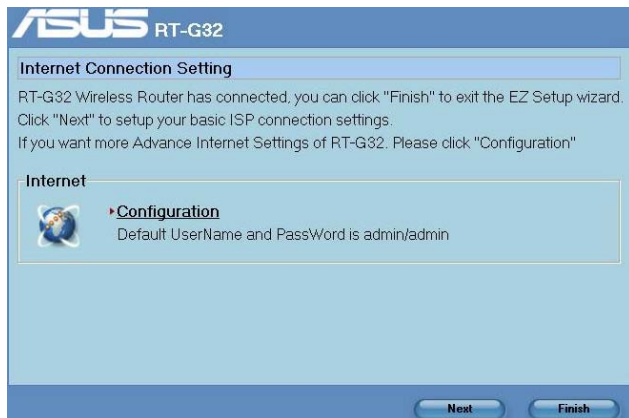 ASUS RT-G32
Internet Connection Setting
RT-G32 Wireless Router has connected, you can click "Finish" to exit the EZ Setup wizard.
Click "Next" to setup your basic ISP connection settings.
If you want more Advance Internet Settings of RT-G32. Please click "Configuration"
Internet
Configuration
Default UserName and PassWord is admin/admin
Next Finish